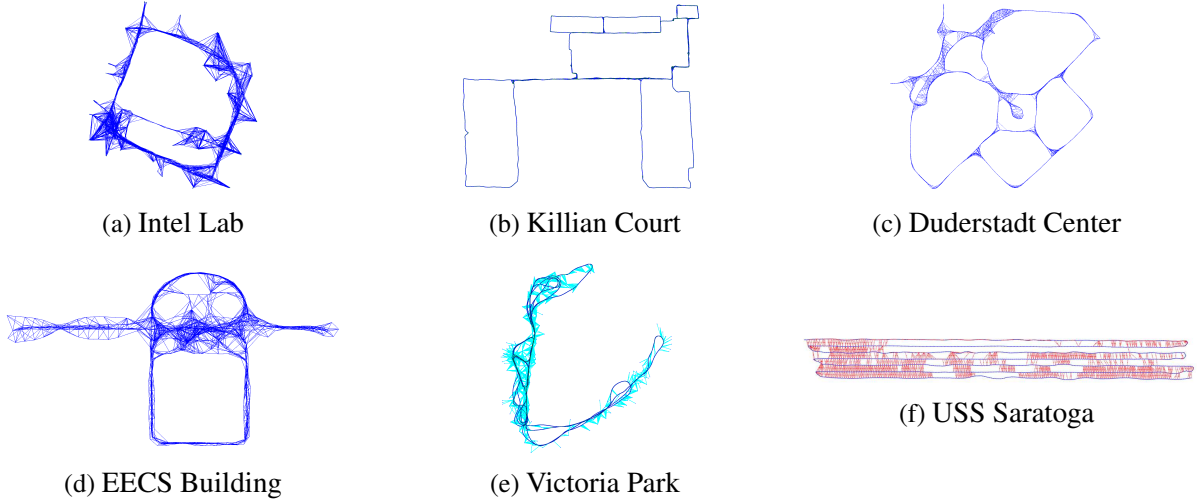 (a) Intel Lab
(b) Killian Court
(c) Duderstadt Center
(d) EECS Building
(e) Victoria Park
(f) USS Saratoga